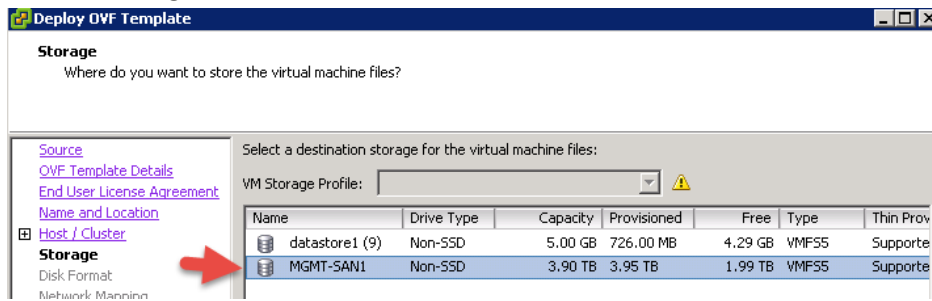 Deploy OVF Template
Storage
Where do you want to store the virtual machine files?
Source
OVF Template Details
End User License Agreement
Name and Location
Host / Cluster
Storage
Disk Format
Network Mapping
Select a destination storage for the virtual machine files:
VM Storage Profile:
Name Drive Type Capacity Provisioned Free Type Thin Prov
datastore1 (9) Non-SSD 5.00 GB 726.00 MB 4.29 GB VMFS5 Supporte
MGMT-SAN1 Non-SSD 3.90 TB 3.95 TB 1.99 TB VMFS5 Supporte